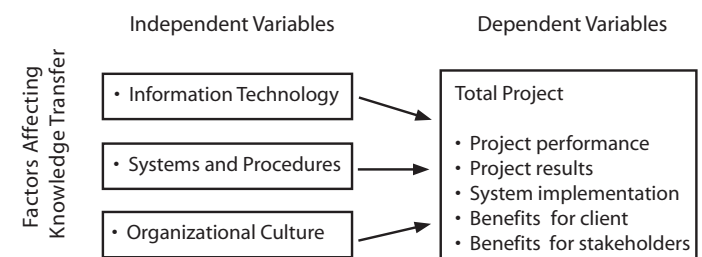 Independent Variables
Dependent Variables
Factors Affecting
Knowledge Transfer
• Information Technology
• Systems and Procedures
• Organizational Culture
Total Project
• Project performance
• Project results
• System implementation
• Benefits for client
• Benefits for stakeholders